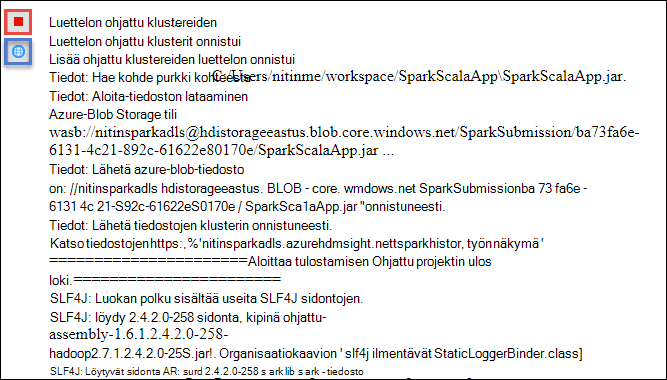 Luettelon ohjattu klustereiden
Luettelon ohjattu klusterit onnistui
Lisää ohjattu klustereiden luettelon onnistui
Tiedot: Hae kohde purkki kohteesta C:/Users/nitinme/workspace/SparkScalaApp\SparkScalaApp.jar.
Tiedot: Aloita-tiedoston lataaminen
Azure-Blob Storage tili
wasb://nitinsparkadls@hdistorageeastus.blob.core.windows.net/SparkSubmission/ba73fa6e-
6131-4c21-892c-61622e80170e/SparkScalaApp.jar ...
Tiedot: Lähetä azure-blob-tiedosto
on: //nitinsparkadls hdistorageeastus. BLOB - core. wmdows.net SparkSubmissionba 73 fa6e -
6131 4c 21-S92c-61622eS0170e / SparkSca1aApp.jar "onnistuneesti.
Tiedot: Lähetä tiedostojen klusterin onnistuneesti.
Katso tiedostojen https:,%'nitinsparkadls.azurehdmsight.nettsparkhistor, työn näkymä '
======================Aloittaa tulostamisen Ohjattu projektin ulos
loki.=======================
SLF4J: Luokan polku sisältää useita SLF4J sidontojen.
SLF4J: löydy 2.4.2.0-258 sidonta, kipinä ohjattu-
assembly-1.6.1.2.4.2.0-258-
hadoop2.7.1.2.4.2.0-25S.jar!. Organisaatiokaavion ' slf4j ilmentävät StaticLoggerBinder.class]
SLF4J: Löytyvät sidonta AR: surd 2.4.2.0-258 s ark lib s ark - tiedosto